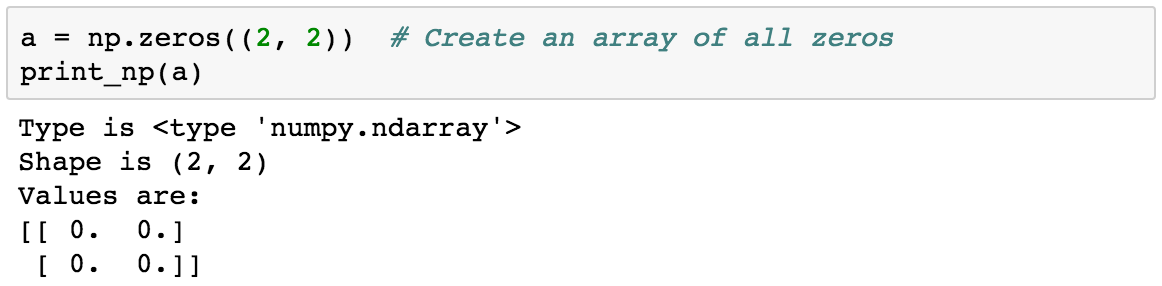 a = np.zeros((2, 2))  # Create an array of all zeros
print_np(a)
Type is <type 'numpy.ndarray'>
Shape is (2, 2)
Values are:
[[ 0.  0.]
 [ 0.  0.]]